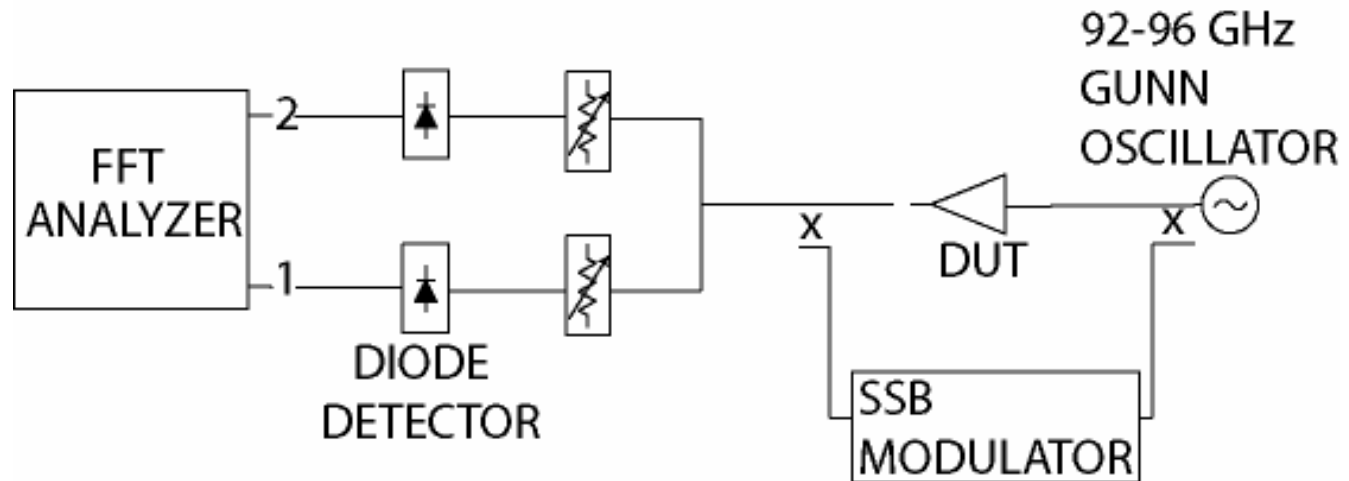 92-96 GHz
GUNN
OSCILLATOR
2
FFT
ANALYZER
1
X
X
DUT
DIODE
DETECTOR
SSB
MODULATOR